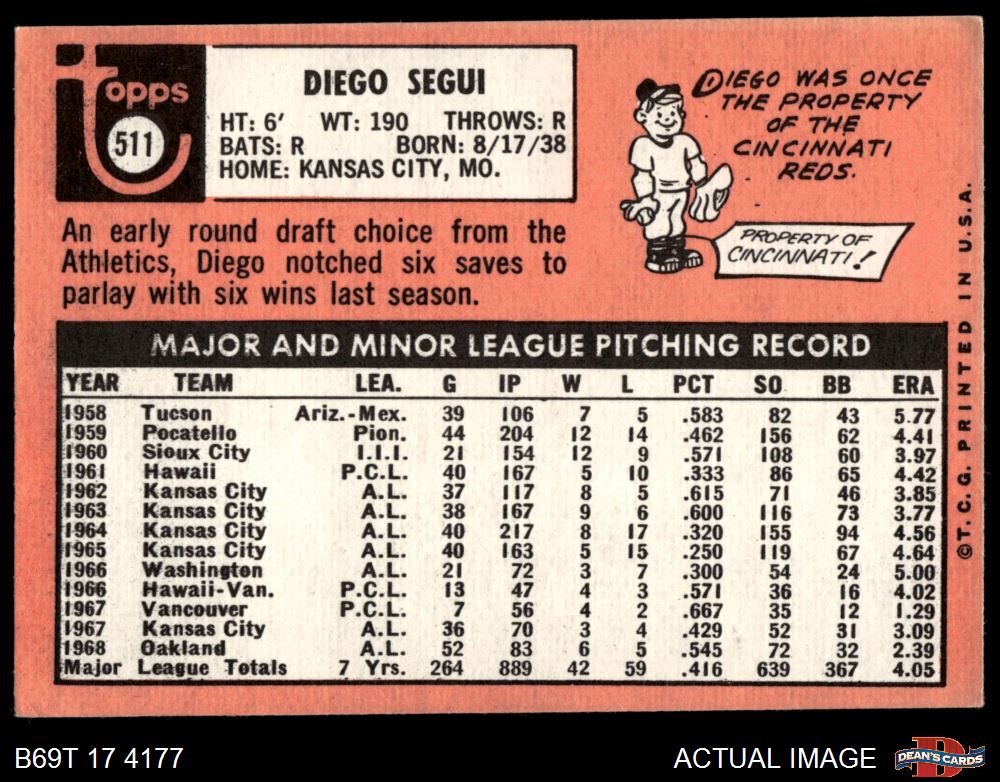 Topps
511
DIEGO SEGUI
HT: 6' WT: 190 THROWS: R
BATS: R BORN: 8/17/38
HOME: KANSAS CITY, MO.
DIEGO WAS ONCE
THE PROPERTY
OF THE
CINCINNATI
REDS.
PROPERTY OF
CINCINNATI!
An early round draft choice from the
Athletics, Diego notched six saves to
parlay with six wins last season.
MAJOR AND MINOR LEAGUE PITCHING RECORD
YEAR TEAM LEA. G IP W L PCT SO BB ERA
1958 Tucson Ariz.-Mex. 39 106 7 5 .583 82 43 5.77
1959 Pocatello Pion. 44 204 12 14 .462 156 62 4.41
1960 Sioux City I.I.I. 21 154 12 9 .571 108 60 3.97
1961 Hawaii P.C.L. 40 167 5 10 .333 86 65 4.42
1962 Kansas City A.L. 37 117 8 5 .615 71 46 3.85
1963 Kansas City A.L. 38 167 9 6 .600 116 73 3.77
1964 Kansas City A.L. 40 217 8 17 .320 155 94 4.56
1965 Kansas City A.L. 40 163 5 15 .250 119 67 4.64
1966 Washington A.L. 21 72 3 7 .300 54 24 5.00
1966 Hawaii-Van. P.C.L. 13 47 4 3 .571 36 16 4.02
1967 Vancouver P.C.L. 7 56 4 2 .667 35 12 1.29
1967 Kansas City A.L. 36 70 3 4 .429 52 31 3.09
1968 Oakland A.L. 52 83 6 5 .545 72 32 2.39
Major League Totals 7 Yrs. 264 889 42 59 .416 639 367 4.05
©T.C.G. PRINTED IN U.S.A.
B69T 17 4177
ACTUAL IMAGE
D
DEAN'S CARDS